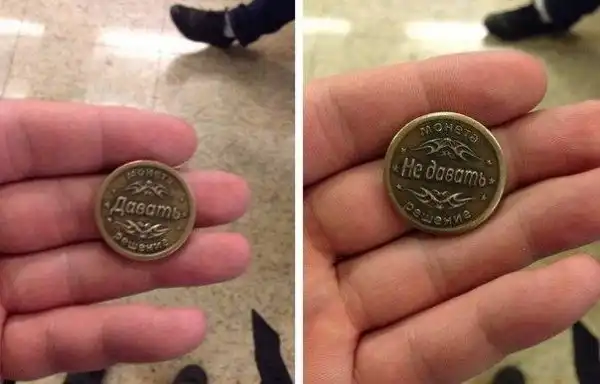 монета
Давать
решение
монета
Не давать
решение